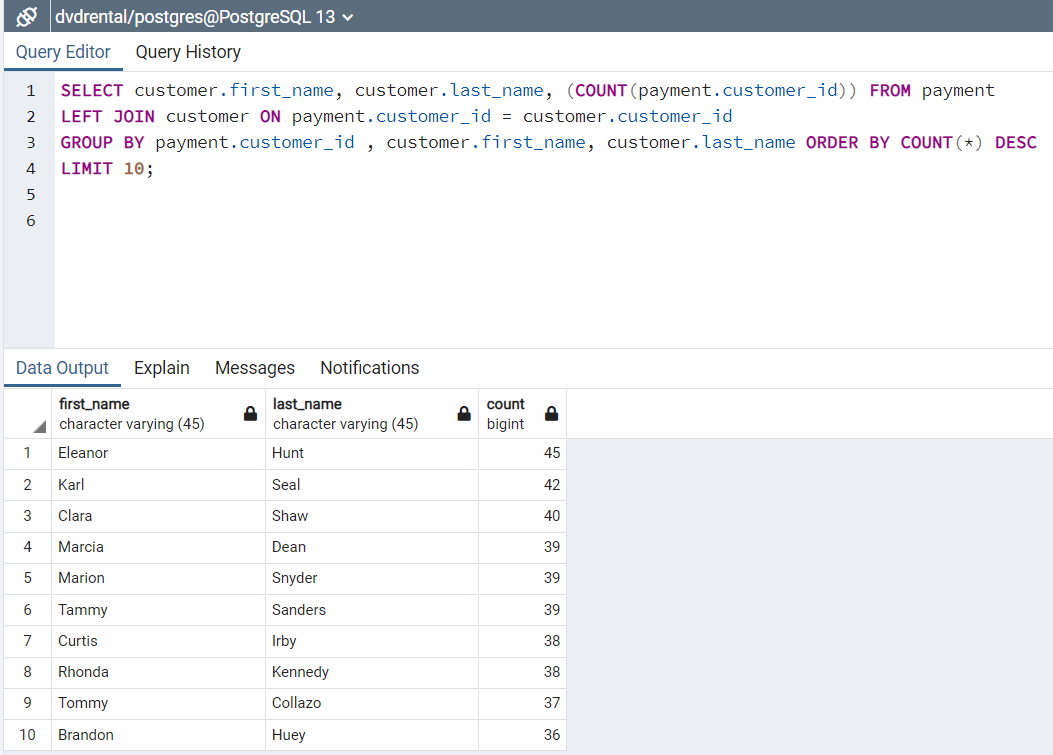 dvdrental/postgres@PostgreSQL 13
Query Editor Query History
1 SELECT customer.first_name, customer.last_name, (COUNT(payment.customer_id)) FROM payment
2 LEFT JOIN customer ON payment.customer_id = customer.customer_id
3 GROUP BY payment.customer_id , customer.first_name, customer.last_name ORDER BY COUNT(*) DESC
4 LIMIT 10;
5
6
Data Output Explain Messages Notifications
first_name last_name count
character varying (45) character varying (45) bigint
1 Eleanor Hunt 45
2 Karl Seal 42
3 Clara Shaw 40
4 Marcia Dean 39
5 Marion Snyder 39
6 Tammy Sanders 39
7 Curtis Irby 38
8 Rhonda Kennedy 38
9 Tommy Collazo 37
10 Brandon Huey 36